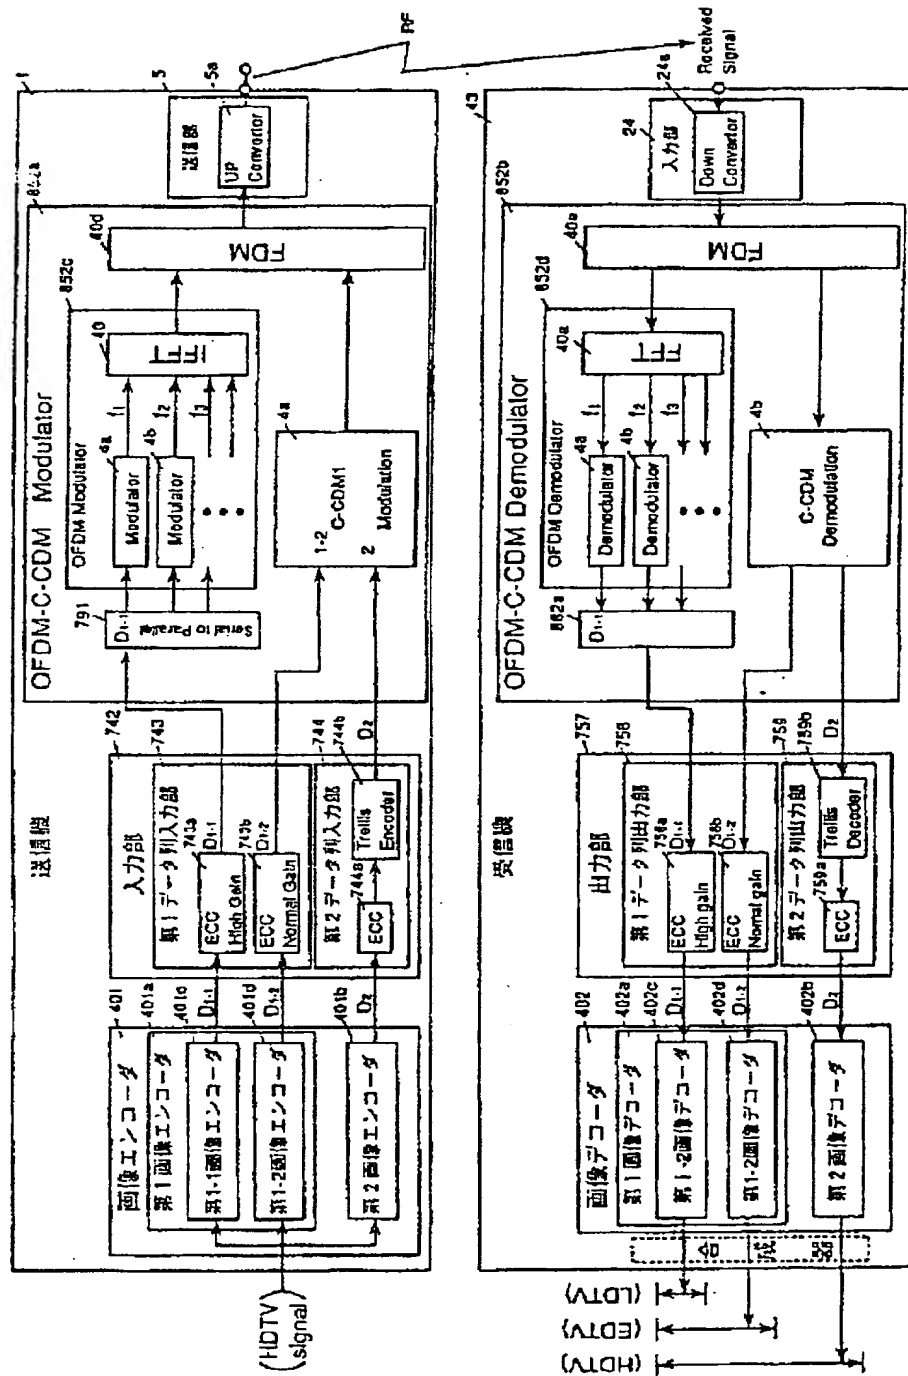 送信機
1
(HDTV signal)
画像エンコーダ
401
第1画像エンコーダ
401a
第1-1画像エンコーダ
401c
第1-2画像エンコーダ
401d
第2画像エンコーダ
401b
D1-1
D1-2
D2
入力部
742
第1データ列入力部
743
ECC High Gain
743a
D1-1
ECC Normal Gain
743b
D1-2
第2データ列入力部
744
ECC
744a
Trellis Encoder
744b
D2
OFDM-C-CDM Modulator
852a
791
D1-1
Serial to Parallel
OFDM Modulator
852c
Modulator
4a
Modulator
4b
f1
f2
f3
IFFT
40
1-2
2
C-CDM1
Modulation
4a
FDM
40d
送信部
5
UP Convertor
5a
RF
受信機
43
Received Signal
入力部
24
Down Convertor
24a
OFDM-C-CDM Demodulator
852b
FDM
40e
OFDM Demodulator
852d
FFT
40a
f1
f2
f3
Demodulator
4a
Demodulator
4b
D1-1
852a
C-CDM Demodulation
4b
D2
出力部
757
第1データ列出力部
758
ECC High gain
758a
D1-1
ECC Nomal gain
758b
D1-2
第2データ列出力部
759
Trellis Decoder
759b
ECC
759a
D1-1
D1-2
D2
画像デコーダ
402
第1画像デコーダ
402a
第1-2画像デコーダ
402c
第1-2画像デコーダ
402d
第2画像デコーダ
402b
合成器
(LDTV)
(EDTV)
(HDTV)